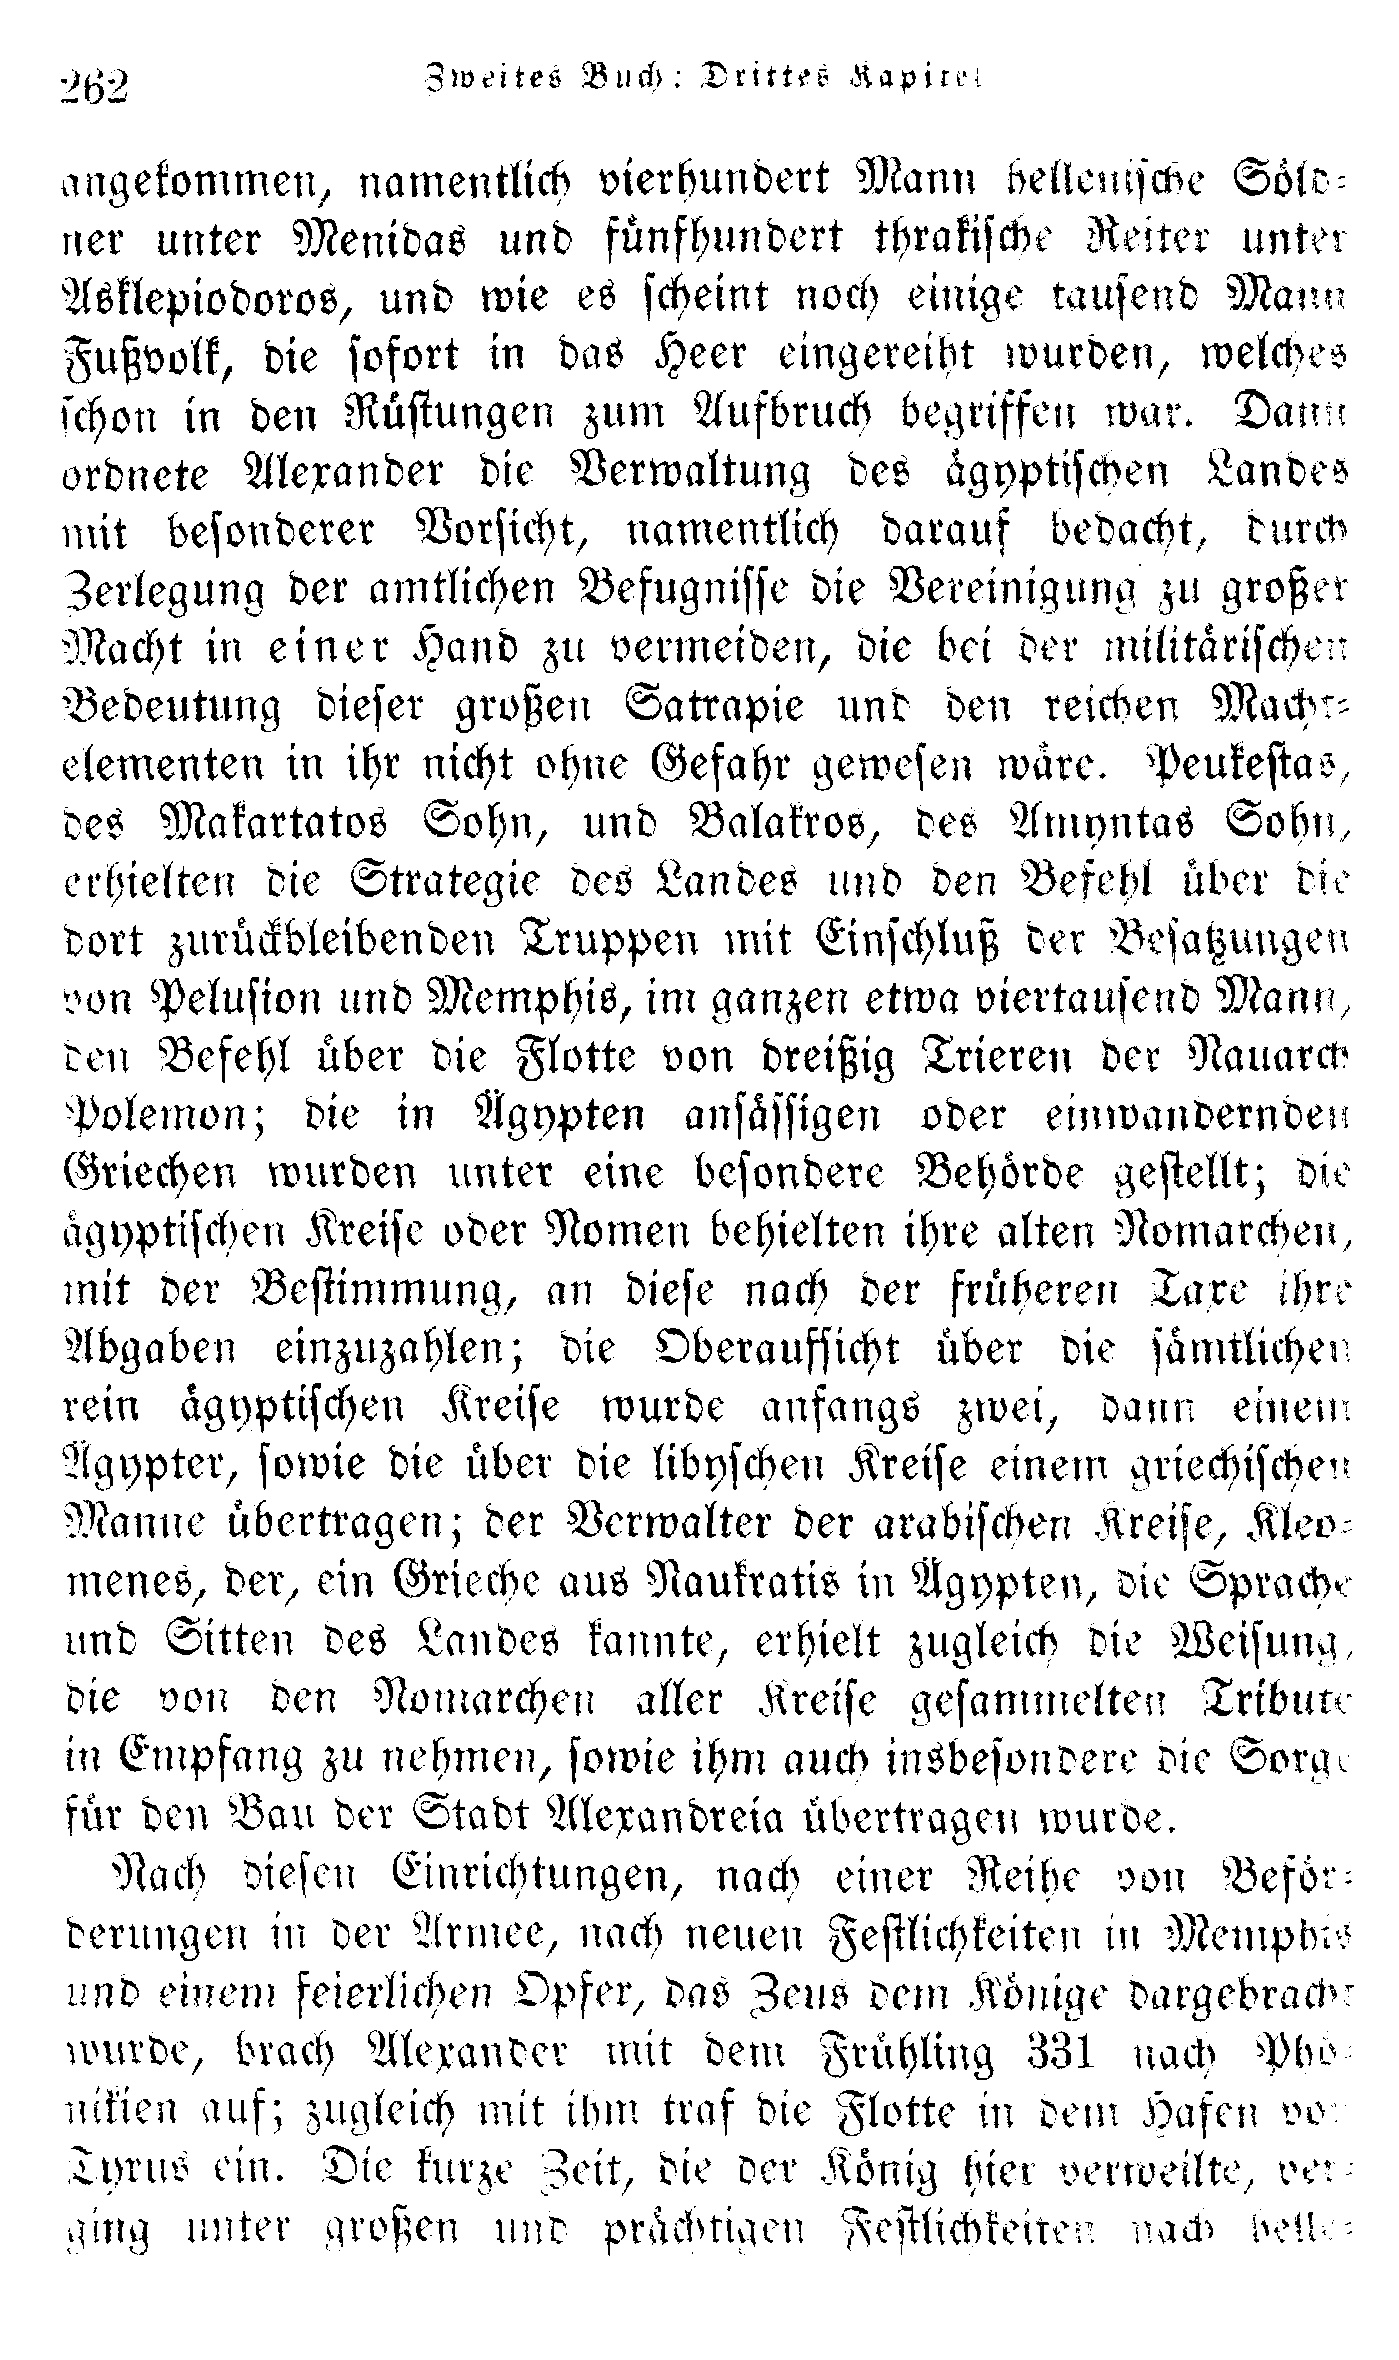 262
Zweites Buch: Drittes Kapitel
angekommen, namentlich vierhundert Mann hellenische Söld-
ner unter Menidas und fünfhundert thrakische Reiter unter
Asklepiodoros, und wie es scheint noch einige tausend Mann
Fußvolk, die sofort in das Heer eingereiht wurden, welches
schon in den Rüstungen zum Aufbruch begriffen war. Dann
ordnete Alexander die Verwaltung des ägyptischen Landes
mit besonderer Vorsicht, namentlich darauf bedacht, durch
Zerlegung der amtlichen Befugnisse die Vereinigung zu großer
Macht in einer Hand zu vermeiden, die bei der militärischen
Bedeutung dieser großen Satrapie und den reichen Macht-
elementen in ihr nicht ohne Gefahr gewesen wäre. Peukestas,
des Makartatos Sohn, und Balakros, des Amyntas Sohn,
erhielten die Strategie des Landes und den Befehl über die
dort zurückbleibenden Truppen mit Einschluß der Besatzungen
von Pelusion und Memphis, im ganzen etwa viertausend Mann,
den Befehl über die Flotte von dreißig Trieren der Nauarch
Polemon; die in Ägypten ansässigen oder einwandernden
Griechen wurden unter eine besondere Behörde gestellt; die
ägyptischen Kreise oder Nomen behielten ihre alten Nomarchen,
mit der Bestimmung, an diese nach der früheren Taxe ihre
Abgaben einzuzahlen; die Oberaufsicht über die sämtlichen
rein ägyptischen Kreise wurde anfangs zwei, dann einem
Ägypter, sowie die über die libyschen Kreise einem griechischen
Manne übertragen; der Verwalter der arabischen Kreise, Kleo-
menes, der, ein Grieche aus Naukratis in Ägypten, die Sprache
und Sitten des Landes kannte, erhielt zugleich die Weisung,
die von den Nomarchen aller Kreise gesammelten Tribute
in Empfang zu nehmen, sowie ihm auch insbesondere die Sorge
für den Bau der Stadt Alexandreia übertragen wurde.
Nach diesen Einrichtungen, nach einer Reihe von Beför-
derungen in der Armee, nach neuen Festlichkeiten in Memphis
und einem feierlichen Opfer, das Zeus dem Könige dargebracht
wurde, brach Alexander mit dem Frühling 331 nach Phö-
nikien auf; zugleich mit ihm traf die Flotte in dem Hafen von
Tyrus ein. Die kurze Zeit, die der König hier verweilte, ver-
ging unter großen und prächtigen Festlichkeiten nach helle-